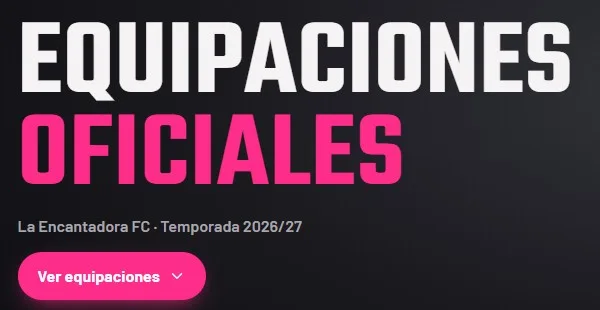 EQUIPACIONES
OFICIALES
La Encantadora FC · Temporada 2026/27
Ver equipaciones